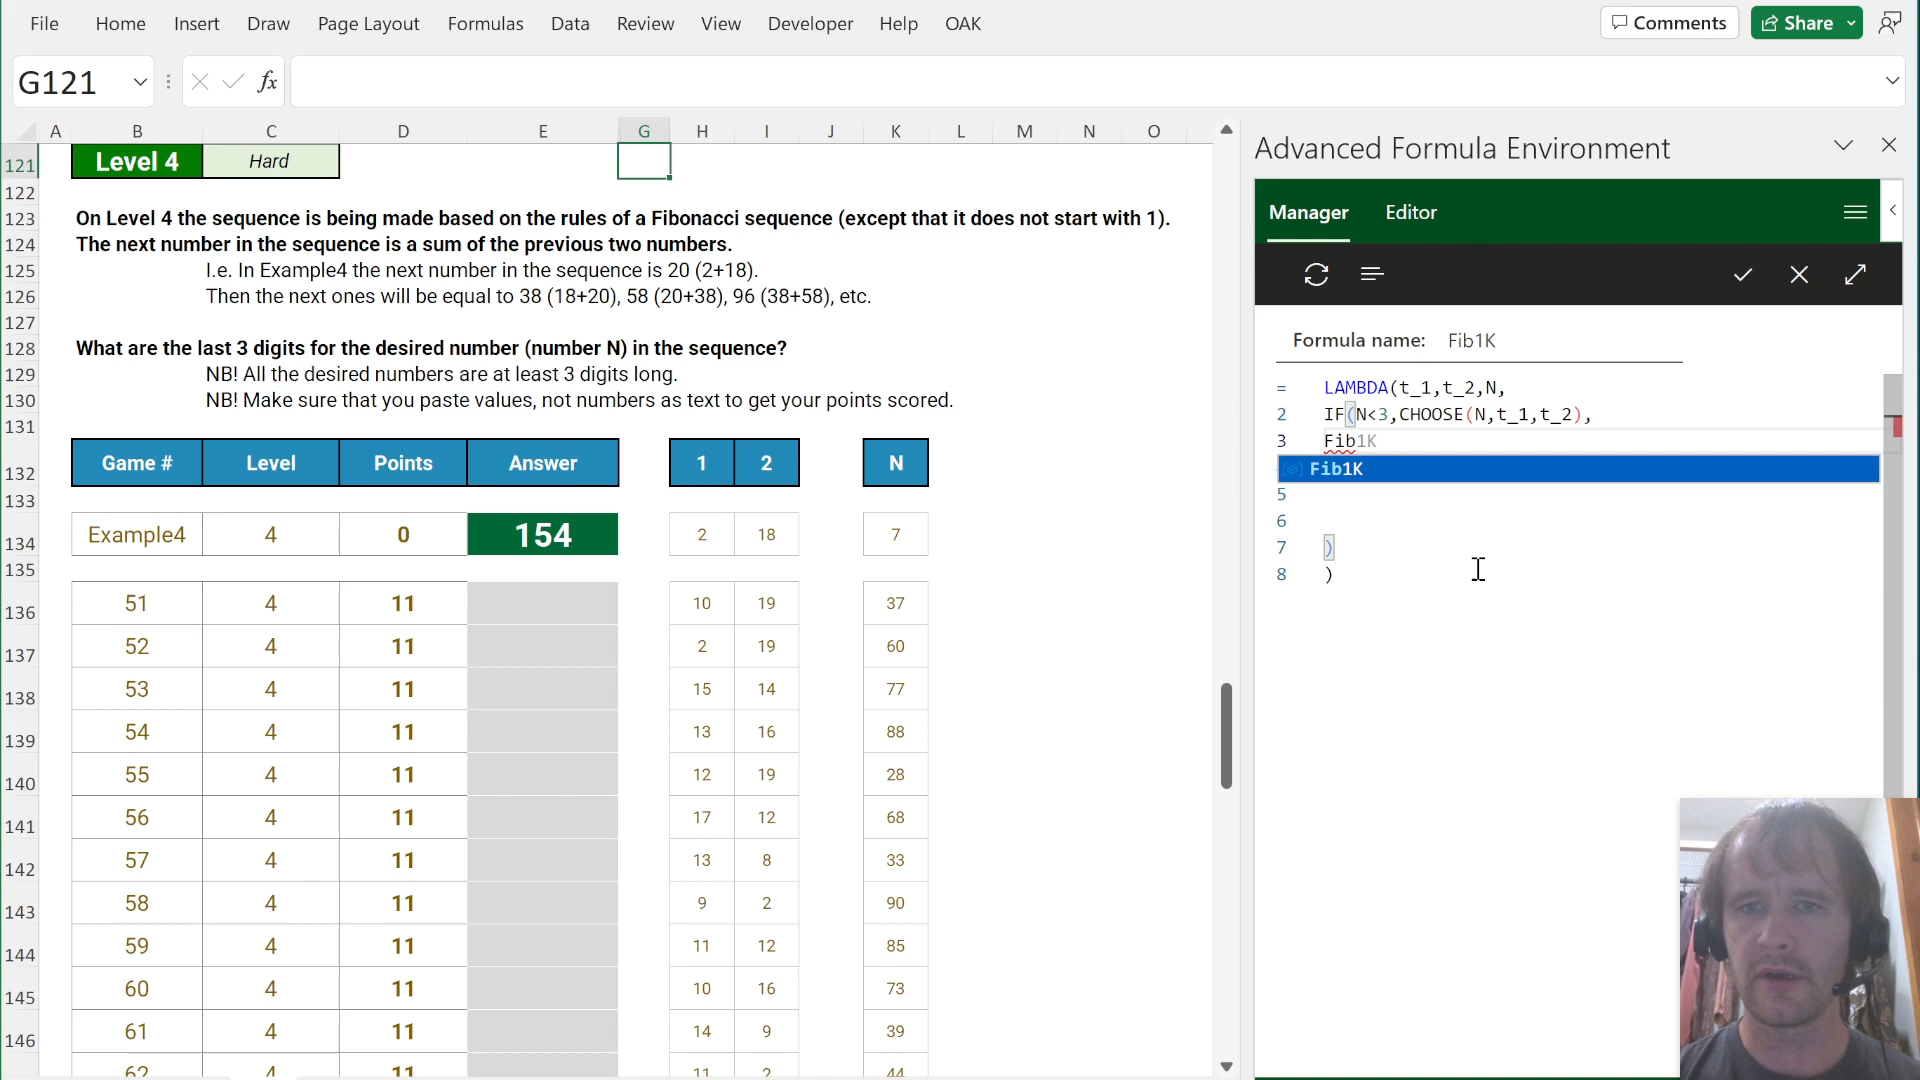 File Home Insert Draw Page Layout Formulas Data Review View Developer Help OAK Comments Share
G121 fx
A B C D E G H I J K L M N O
121 Level 4 Hard
122
123 On Level 4 the sequence is being made based on the rules of a Fibonacci sequence (except that it does not start with 1).
124 The next number in the sequence is a sum of the previous two numbers.
125 I.e. In Example4 the next number in the sequence is 20 (2+18).
126 Then the next ones will be equal to 38 (18+20), 58 (20+38), 96 (38+58), etc.
127
128 What are the last 3 digits for the desired number (number N) in the sequence?
129 NB! All the desired numbers are at least 3 digits long.
130 NB! Make sure that you paste values, not numbers as text to get your points scored.
131
132 Game # Level Points Answer 1 2 N
133
134 Example4 4 0 154 2 18 7
135
136 51 4 11 10 19 37
137 52 4 11 2 19 60
138 53 4 11 15 14 77
139 54 4 11 13 16 88
140 55 4 11 12 19 28
141 56 4 11 17 12 68
142 57 4 11 13 8 33
143 58 4 11 9 2 90
144 59 4 11 11 12 85
145 60 4 11 10 16 73
146 61 4 11 14 9 39
62 4 11 11 2 44
Advanced Formula Environment
Manager Editor
Formula name: Fib1K
= LAMBDA(t_1,t_2,N,
2 IF(N<3,CHOOSE(N,t_1,t_2),
3 Fib1K
Fib1K
5
6
7 )
8 )